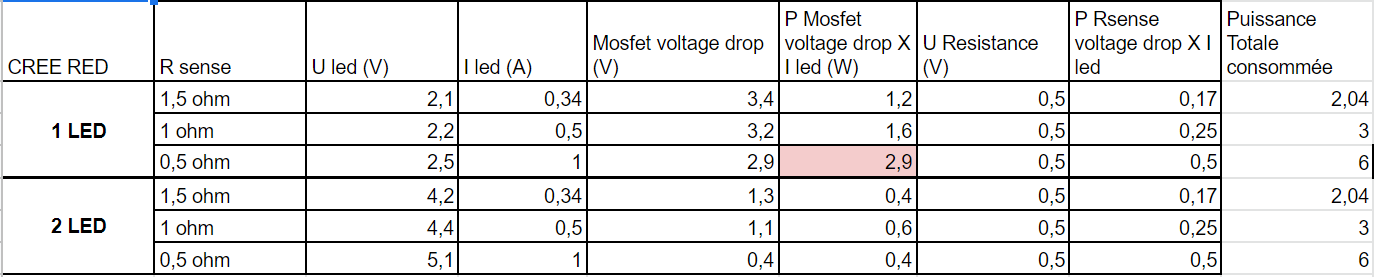 CREE RED	R sense	U led (V)	I led (A)	Mosfet voltage drop (V)	P Mosfet voltage drop X I led (W)	U Resistance (V)	P Rsense voltage drop X I led	Puissance Totale consommée
1 LED	1,5 ohm	2,1	0,34	3,4	1,2	0,5	0,17	2,04
1 ohm	2,2	0,5	3,2	1,6	0,5	0,25	3
0,5 ohm	2,5	1	2,9	2,9	0,5	0,5	6
2 LED	1,5 ohm	4,2	0,34	1,3	0,4	0,5	0,17	2,04
1 ohm	4,4	0,5	1,1	0,6	0,5	0,25	3
0,5 ohm	5,1	1	0,4	0,4	0,5	0,5	6